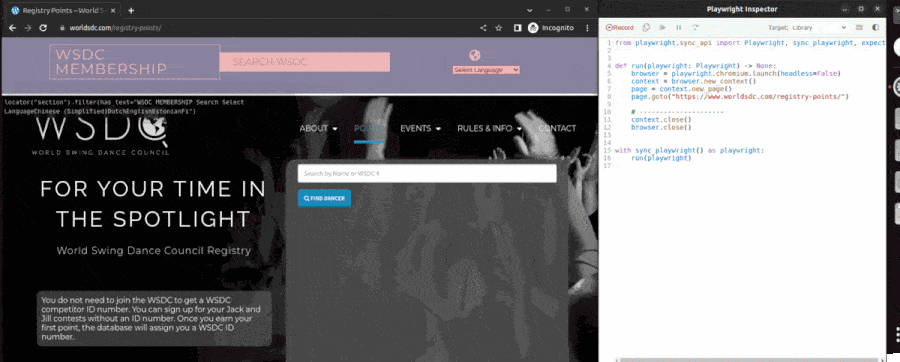 Registry Points – World S
worldsdc.com/registry-points/
Incognito
WSDC
MEMBERSHIP
SEARCH WSDC
Select Language
locator("section").filter(has_text="WSDC MEMBERSHIP Search Select
LanguageChinese (Simplified)DutchEnglishEstonianFi")
WSDC
WORLD SWING DANCE COUNCIL
ABOUT
POINTS
EVENTS
RULES & INFO
CONTACT
FOR YOUR TIME IN
THE SPOTLIGHT
World Swing Dance Council Registry
Search by Name or WSDC #
FIND DANCER
You do not need to join the WSDC to get a WSDC
competitor ID number. You can sign up for your Jack and
Jill contests without an ID number. Once you earn your
first point, the database will assign you a WSDC ID
number.
Playwright Inspector
Record
Target: Library
1 from playwright.sync_api import Playwright, sync_playwright, expect
2
3
4 def run(playwright: Playwright) -> None:
5 browser = playwright.chromium.launch(headless=False)
6 context = browser.new_context()
7 page = context.new_page()
8 page.goto("https://www.worldsdc.com/registry-points/")
9
10 # ---------------------
11 context.close()
12 browser.close()
13
14
15 with sync_playwright() as playwright:
16 run(playwright)
17